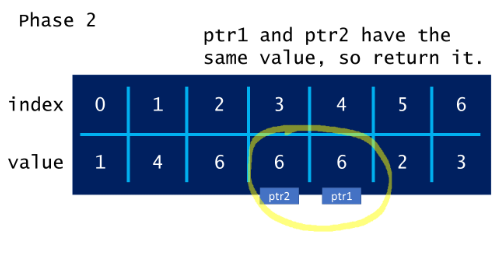 Phase 2
ptr1 and ptr2 have the
same value, so return it.
index 0 1 2 3 4 5 6
value 1 4 6 6 6 2 3
ptr2 ptr1